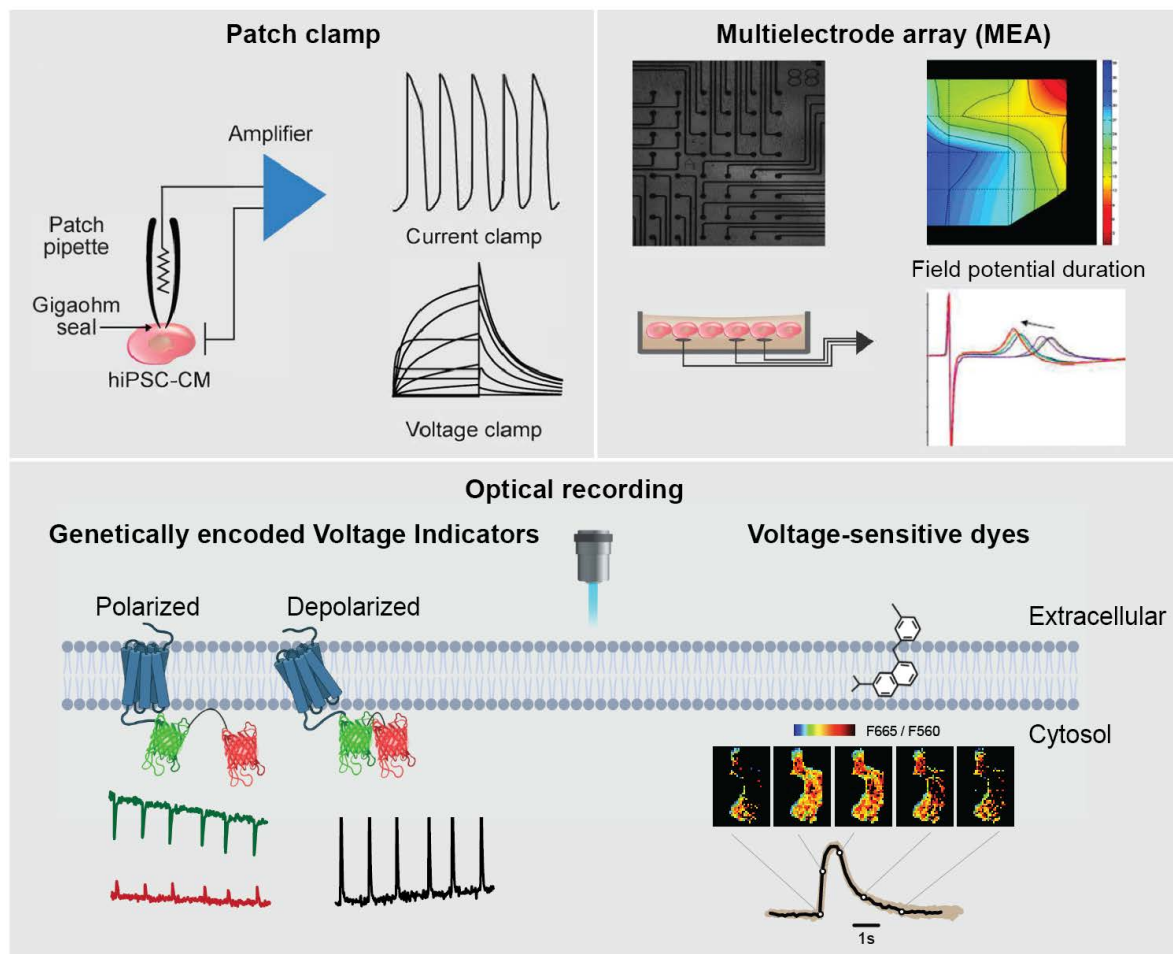 Patch clamp
Amplifier
Patch
pipette
Gigaohm
seal
hiPSC-CM
Current clamp
Voltage clamp
Multielectrode array (MEA)
88
Field potential duration
Optical recording
Genetically encoded Voltage Indicators
Voltage-sensitive dyes
Polarized
Depolarized
Extracellular
Cytosol
F665 / F560
1s